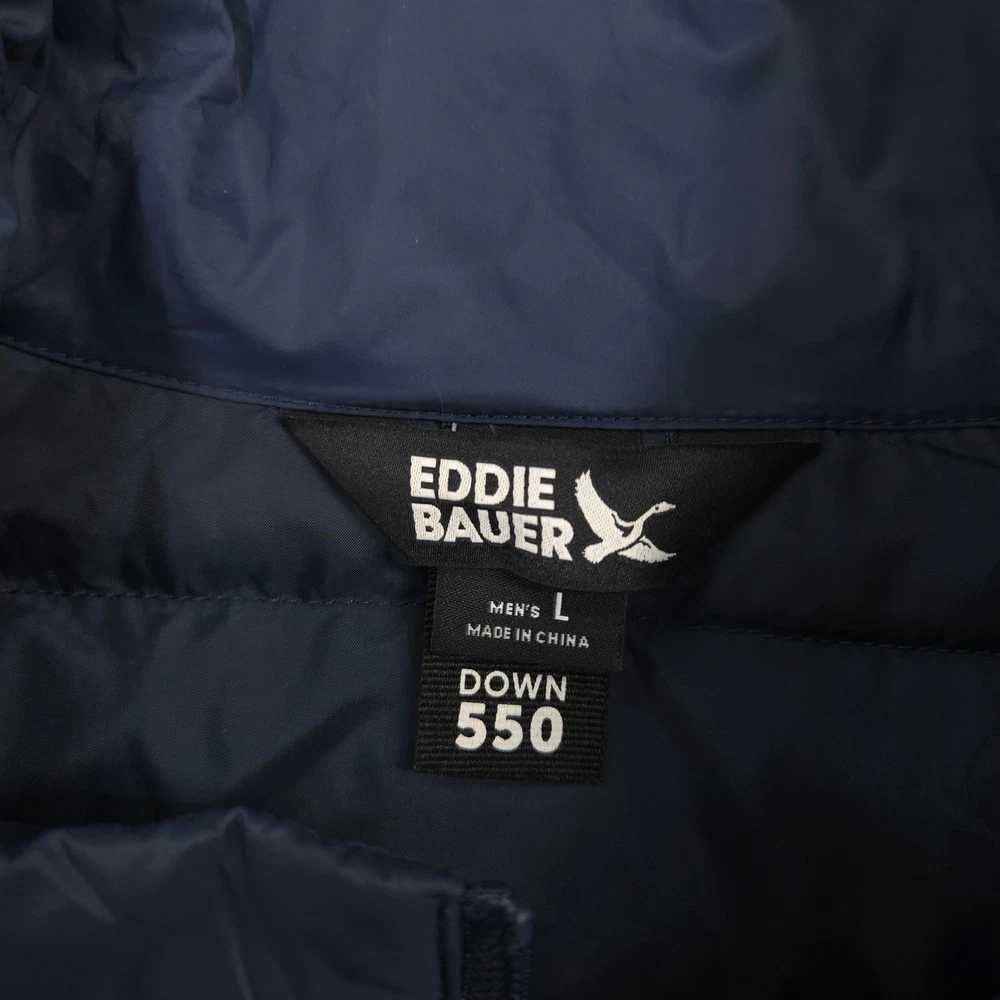 EDDIE
BAUER
MEN'S L
MADE IN CHINA
DOWN
550